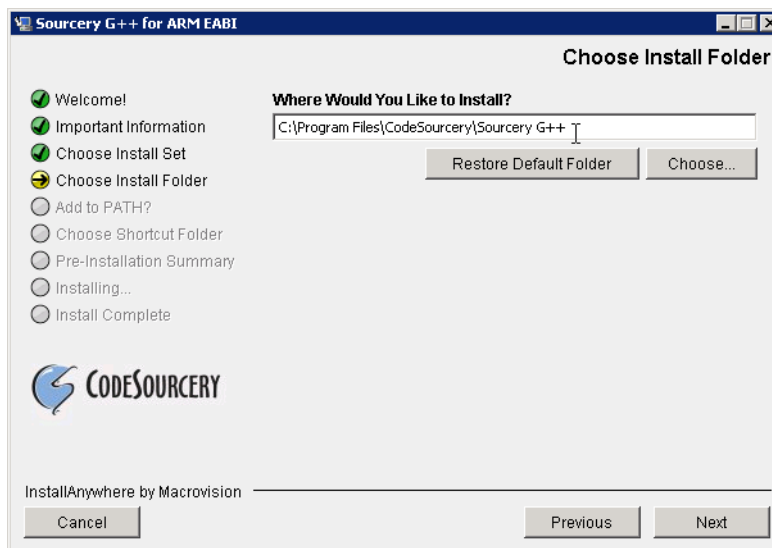 Sourcery G++ for ARM EABI
Choose Install Folder
Welcome!
Important Information
Choose Install Set
Choose Install Folder
Add to PATH?
Choose Shortcut Folder
Pre-Installation Summary
Installing...
Install Complete
Where Would You Like to Install?
C:\Program Files\CodeSourcery\Sourcery G++
Restore Default Folder
Choose...
CODESOURCERY
InstallAnywhere by Macrovision
Cancel
Previous
Next